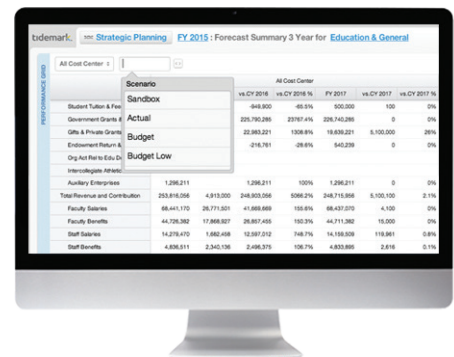 tidemark. Strategic Planning FY 2015 : Forecast Summary 3 Year for Education & General
All Cost Center
PERFORMANCE GRID
Scenario
Sandbox
Actual
Budget
Budget Low
All Cost Center
vs.CY 2016 vs.CY 2016 % FY 2017 vs.CY 2017 vs.CY 2017 %
Student Tuition & Fee -949,900 -65.5% 500,000 100 0%
Government Grants & 225,790,285 23767.4% 226,740,285 0 0%
Gifts & Private Grants 22,983,221 1308.6% 19,639,221 5,100,000 26%
Endowment Return & -216,761 -28.6% 540,239 0 0%
Org Act Rel to Edu D
Intercollegiate Athletic
Auxiliary Enterprises 1,296,211 1,296,211 100% 1,296,211 0 0%
Total Revenue and Contribution 253,616,056 4,913,000 248,903,056 5066.2% 248,715,956 5,100,100 2.1%
Faculty Salaries 68,441,170 26,771,501 41,669,669 155.6% 68,437,070 4,100 0%
Faculty Benefits 44,726,382 17,868,927 26,857,455 150.3% 44,711,382 15,000 0%
Staff Salaries 14,279,470 1,682,458 12,597,012 748.7% 14,159,509 119,961 0.8%
Staff Benefits 4,836,511 2,340,136 2,496,375 106.7% 4,833,895 2,616 0.1%